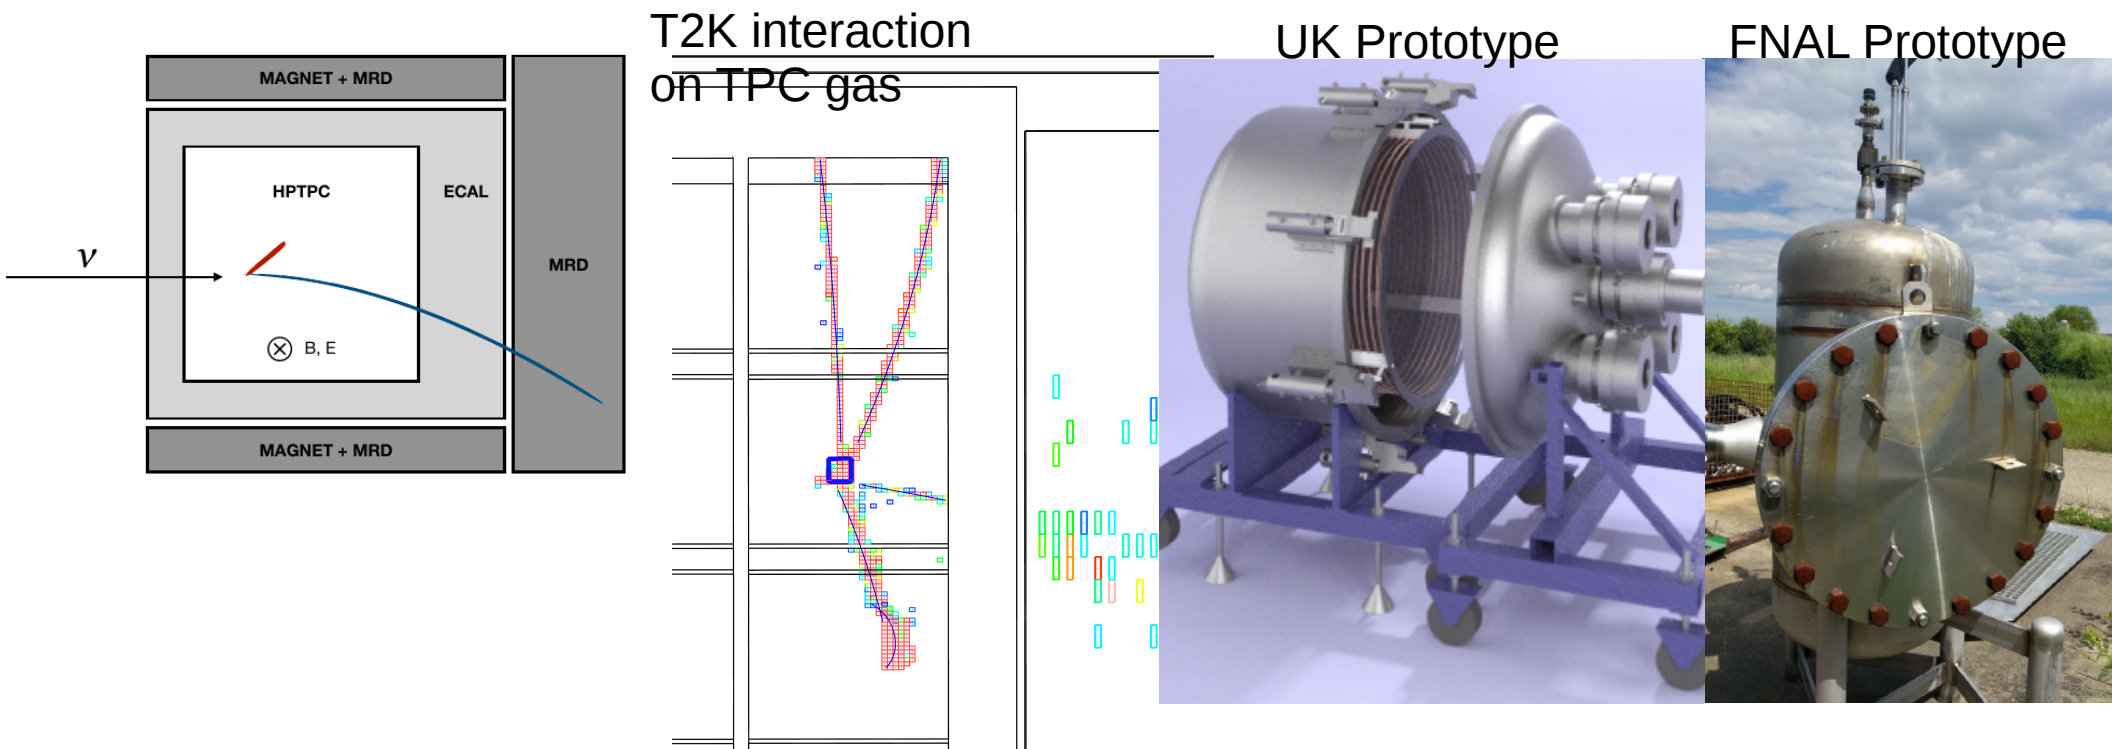 MAGNET + MRD
HPTPC
ECAL
ν
MRD
⊗ B, E
MAGNET + MRD
T2K interaction
on TPC gas
UK Prototype
FNAL Prototype